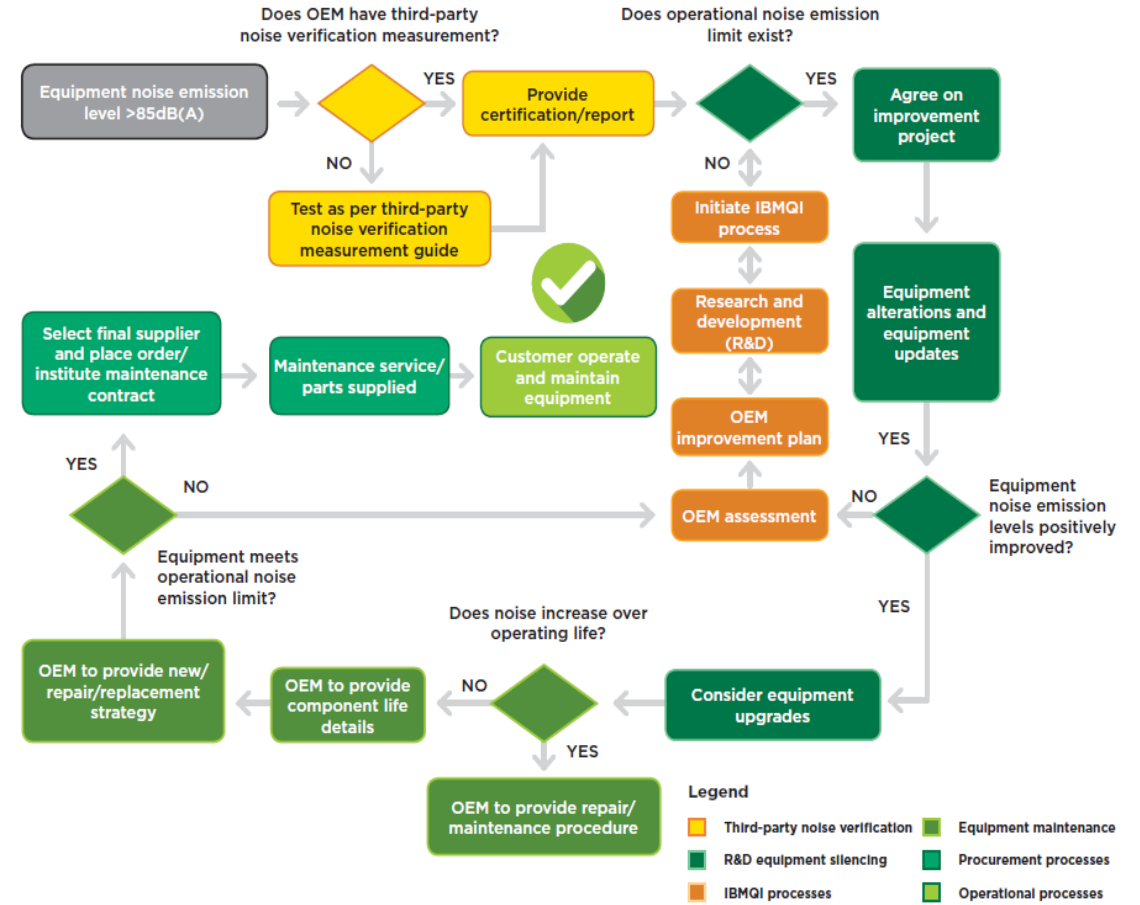 Does OEM have third-party
noise verification measurement?
Does operational noise emission
limit exist?
Equipment noise emission
level >85dB(A)
YES
Provide
certification/report
YES
Agree on
improvement
project
NO
NO
Test as per third-party
noise verification
measurement guide
Initiate IBMQI
process
Research and
development
(R&D)
Equipment
alterations and
equipment
updates
Select final supplier
and place order/
institute maintenance
contract
Maintenance service/
parts supplied
Customer operate
and maintain
equipment
OEM
improvement plan
YES
YES
NO
OEM assessment
NO
Equipment
noise emission
levels positively
improved?
Equipment meets
operational noise
emission limit?
YES
Does noise increase over
operating life?
OEM to provide new/
repair/replacement
strategy
OEM to provide
component life
details
NO
Consider equipment
upgrades
YES
OEM to provide repair/
maintenance procedure
Legend
Third-party noise verification
Equipment maintenance
R&D equipment silencing
Procurement processes
IBMQI processes
Operational processes